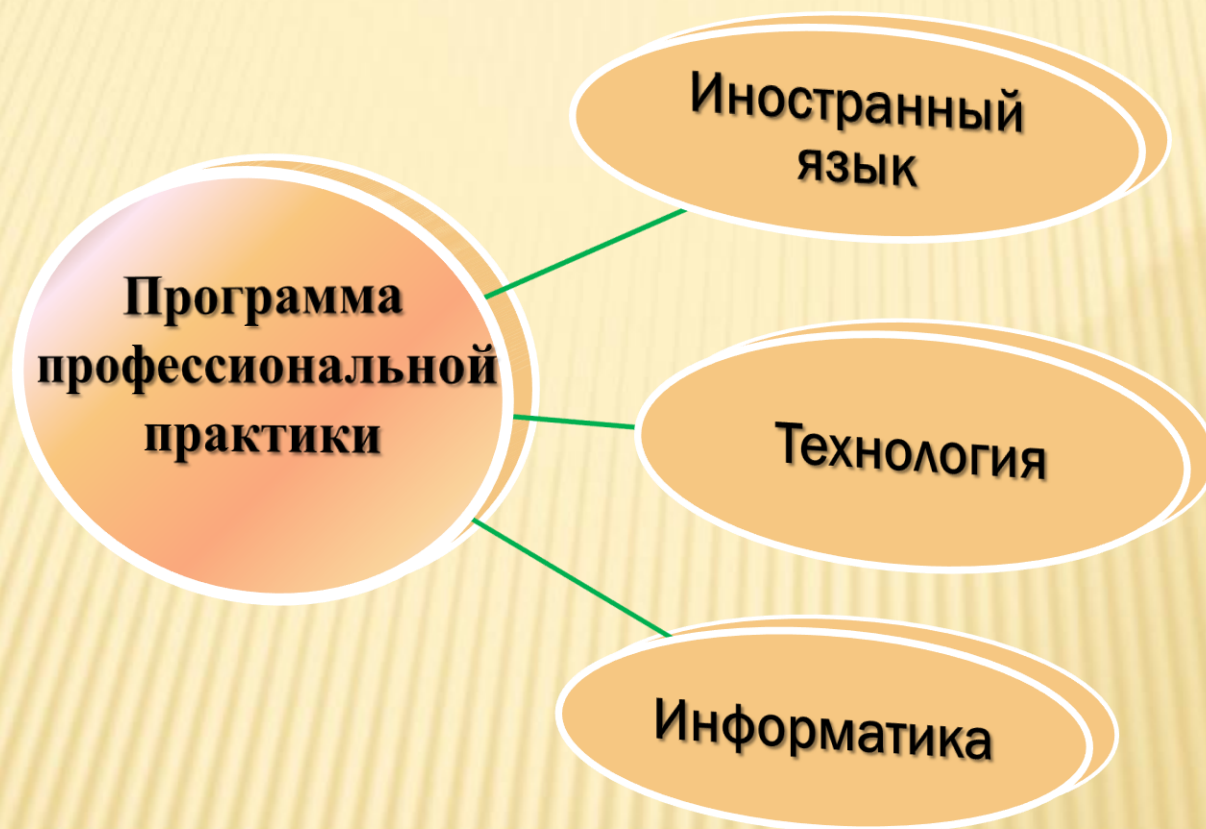 Программа
профессиональной
практики
Иностранный
язык
Технология
Информатика